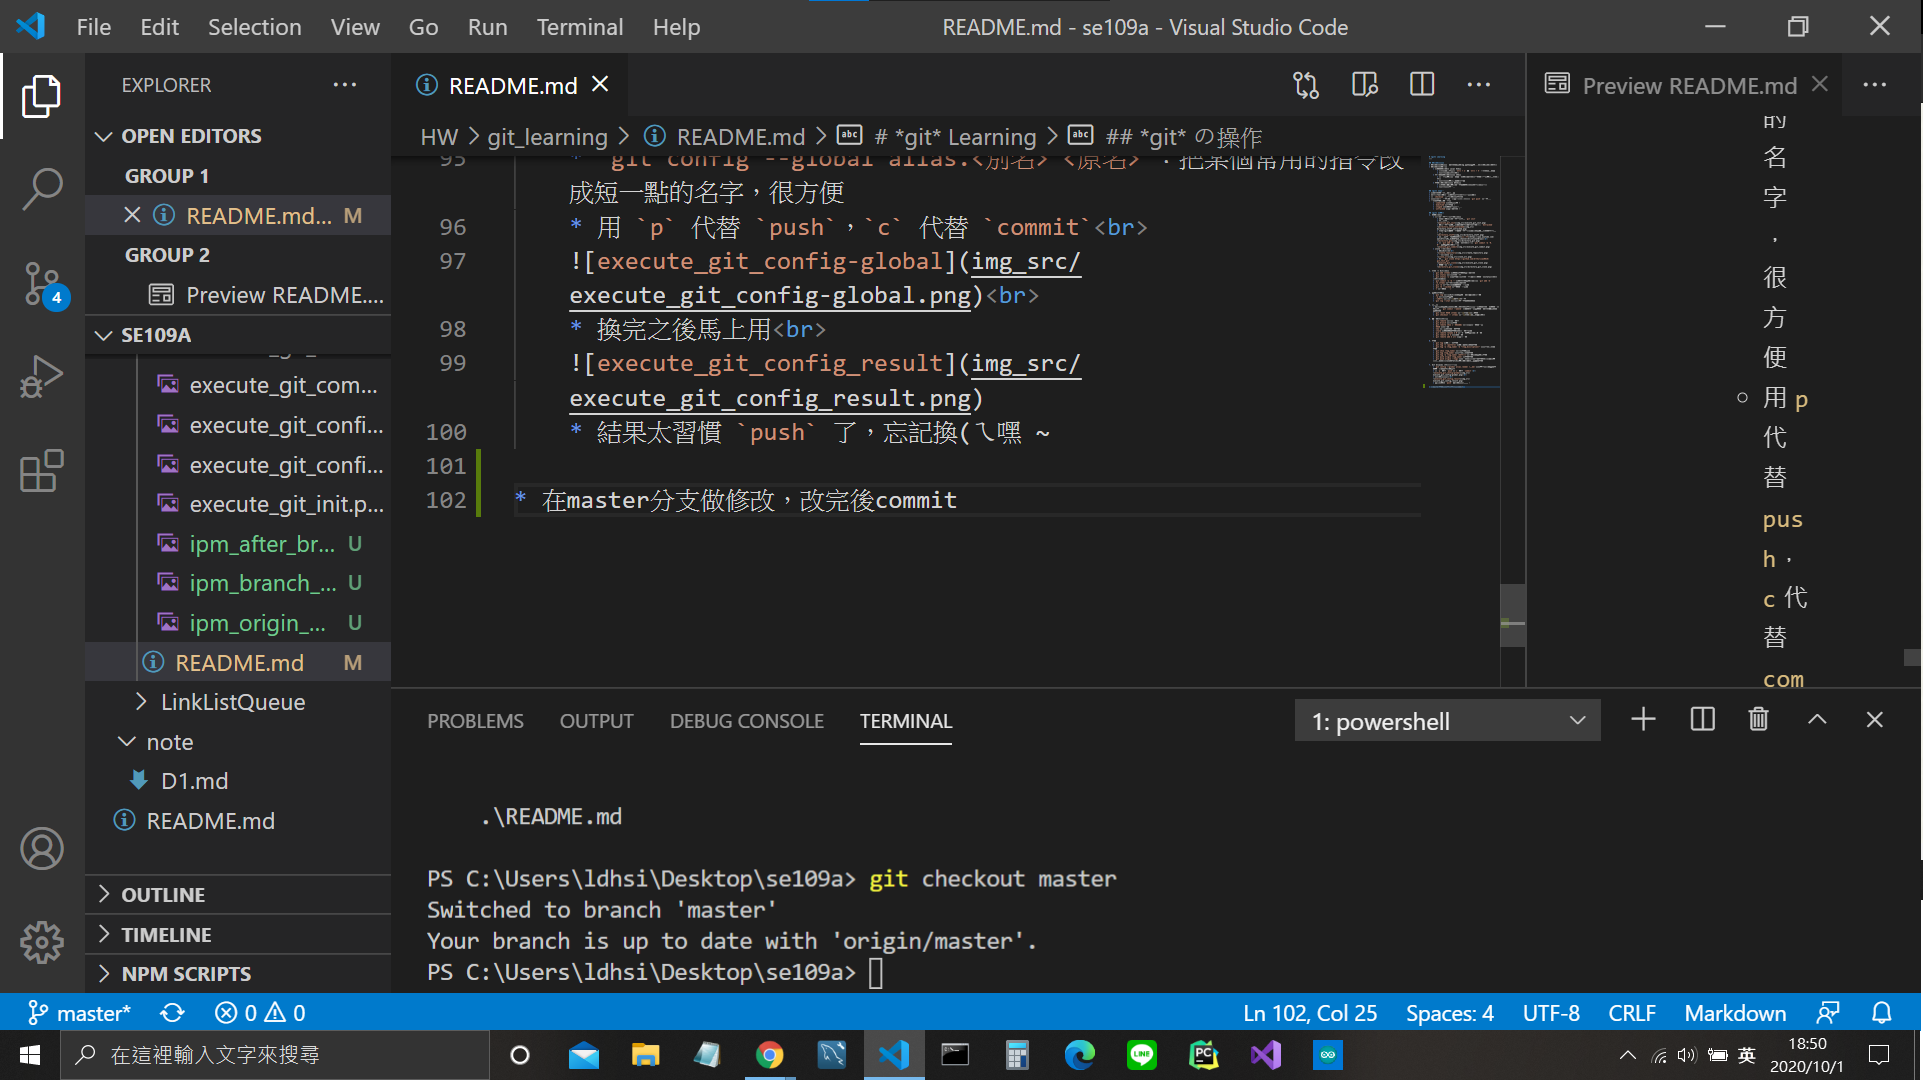 File Edit Selection View Go Run Terminal Help
README.md - se109a - Visual Studio Code
EXPLORER
OPEN EDITORS
GROUP 1
README.md... M
GROUP 2
Preview README....
SE109A
execute_git_com...
execute_git_confi...
execute_git_confi...
execute_git_init.p...
ipm_after_br... U
ipm_branch_... U
ipm_origin_... U
README.md M
LinkListQueue
note
D1.md
README.md
OUTLINE
TIMELINE
NPM SCRIPTS
4
README.md
HW > git_learning > README.md > # *git* Learning > ## *git* の操作
95 * `git config --global alias.<別名> <原名>`：把某個常用的指令改
成短一點的名字，很方便
96 * 用 `p` 代替 `push`，`c` 代替 `commit`<br>
97 ![execute_git_config-global](img_src/
execute_git_config-global.png)<br>
98 * 換完之後馬上用<br>
99 ![execute_git_config_result](img_src/
execute_git_config_result.png)
100 * 結果太習慣 `push` 了，忘記換(ㄟ嘿 ~
101
102 * 在master分支做修改，改完後commit
Preview README.md
的
名
字
，
很
方
便
用 p
代
替
pus
h，
c 代
替
com
PROBLEMS OUTPUT DEBUG CONSOLE TERMINAL
1: powershell
.\README.md
PS C:\Users\ldhsi\Desktop\se109a> git checkout master
Switched to branch 'master'
Your branch is up to date with 'origin/master'.
PS C:\Users\ldhsi\Desktop\se109a>
master* 0 0
Ln 102, Col 25 Spaces: 4 UTF-8 CRLF Markdown
在這裡輸入文字來搜尋
英
18:50
2020/10/1